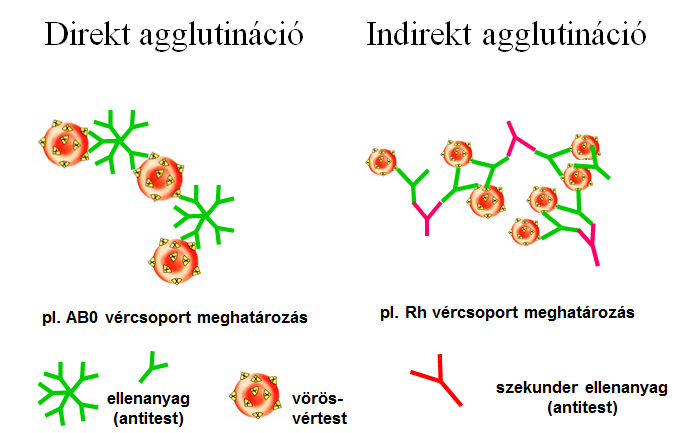 Direkt agglutináció
Indirekt agglutináció
pl. AB0 vércsoport meghatározás
pl. Rh vércsoport meghatározás
ellenanyag
(antitest)
vörös-
vértest
szekunder ellenanyag
(antitest)